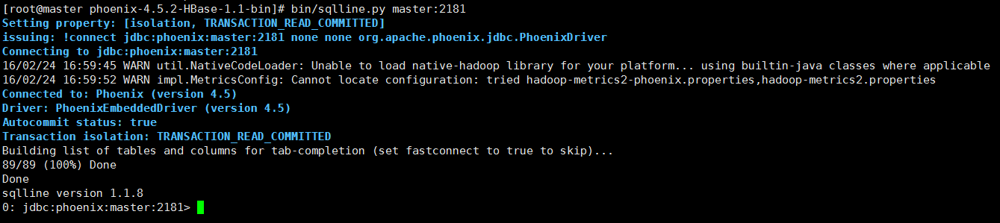 [root@master phoenix-4.5.2-HBase-1.1-bin]# bin/sqlline.py master:2181
Setting property: [isolation, TRANSACTION_READ_COMMITTED]
issuing: !connect jdbc:phoenix:master:2181 none none org.apache.phoenix.jdbc.PhoenixDriver
Connecting to jdbc:phoenix:master:2181
16/02/24 16:59:45 WARN util.NativeCodeLoader: Unable to load native-hadoop library for your platform... using builtin-java classes where applicable
16/02/24 16:59:52 WARN impl.MetricsConfig: Cannot locate configuration: tried hadoop-metrics2-phoenix.properties,hadoop-metrics2.properties
Connected to: Phoenix (version 4.5)
Driver: PhoenixEmbeddedDriver (version 4.5)
Autocommit status: true
Transaction isolation: TRANSACTION_READ_COMMITTED
Building list of tables and columns for tab-completion (set fastconnect to true to skip)...
89/89 (100%) Done
Done
sqlline version 1.1.8
0: jdbc:phoenix:master:2181>